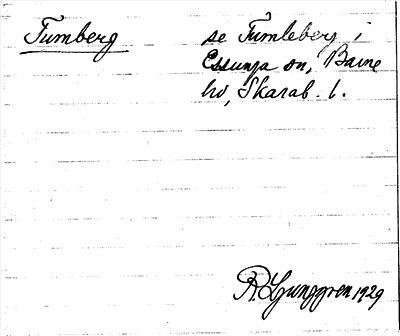 Tumberg
se Tumleberg i
Essunga sn, Barne
hd, Skarab. l.
R. Ljunggren 1929